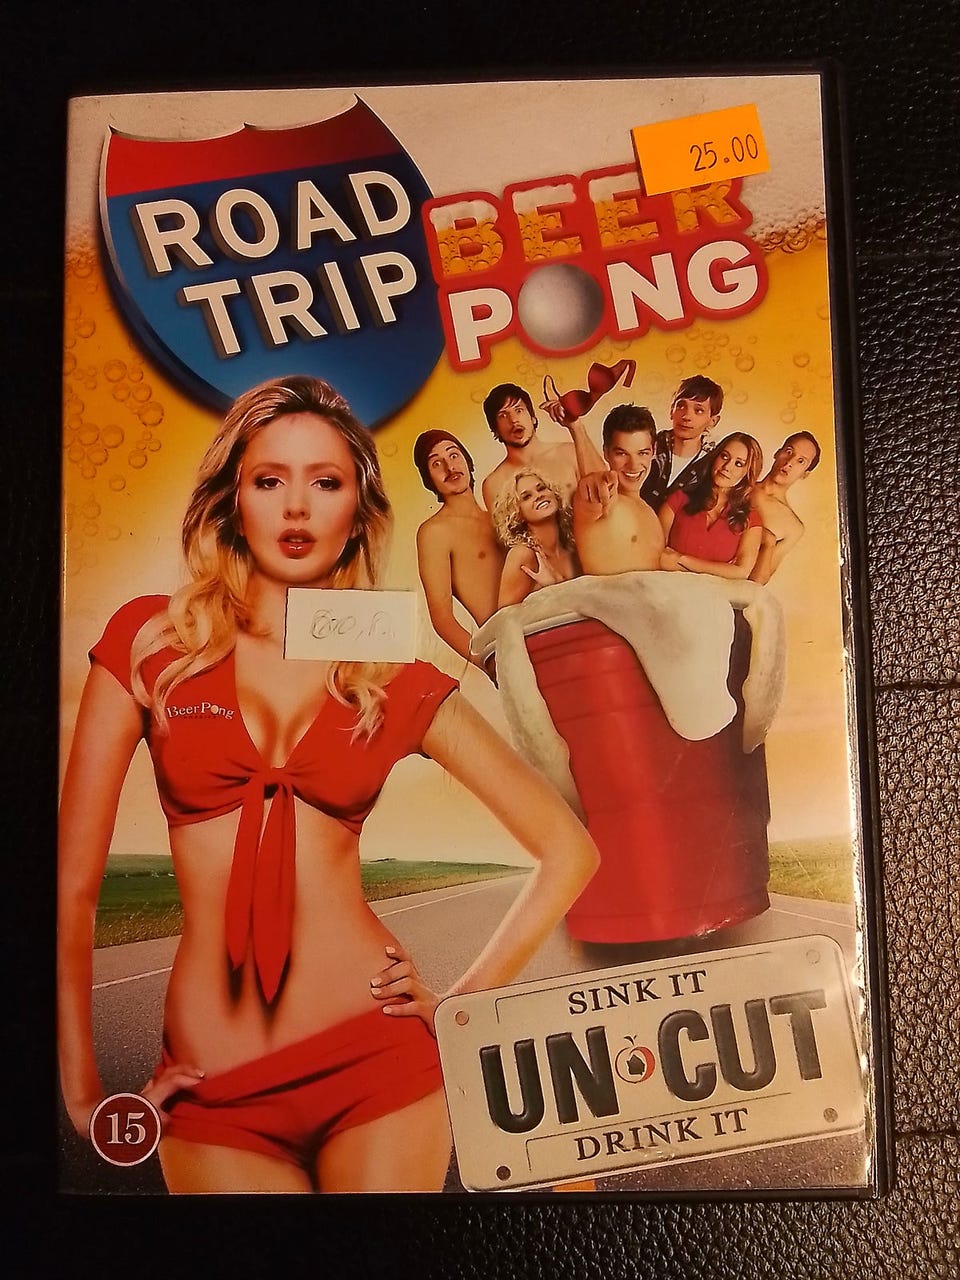 ROAD
TRIP
BEER
PONG
25.00
BeerPong
15
SINK IT
UN CUT
DRINK IT